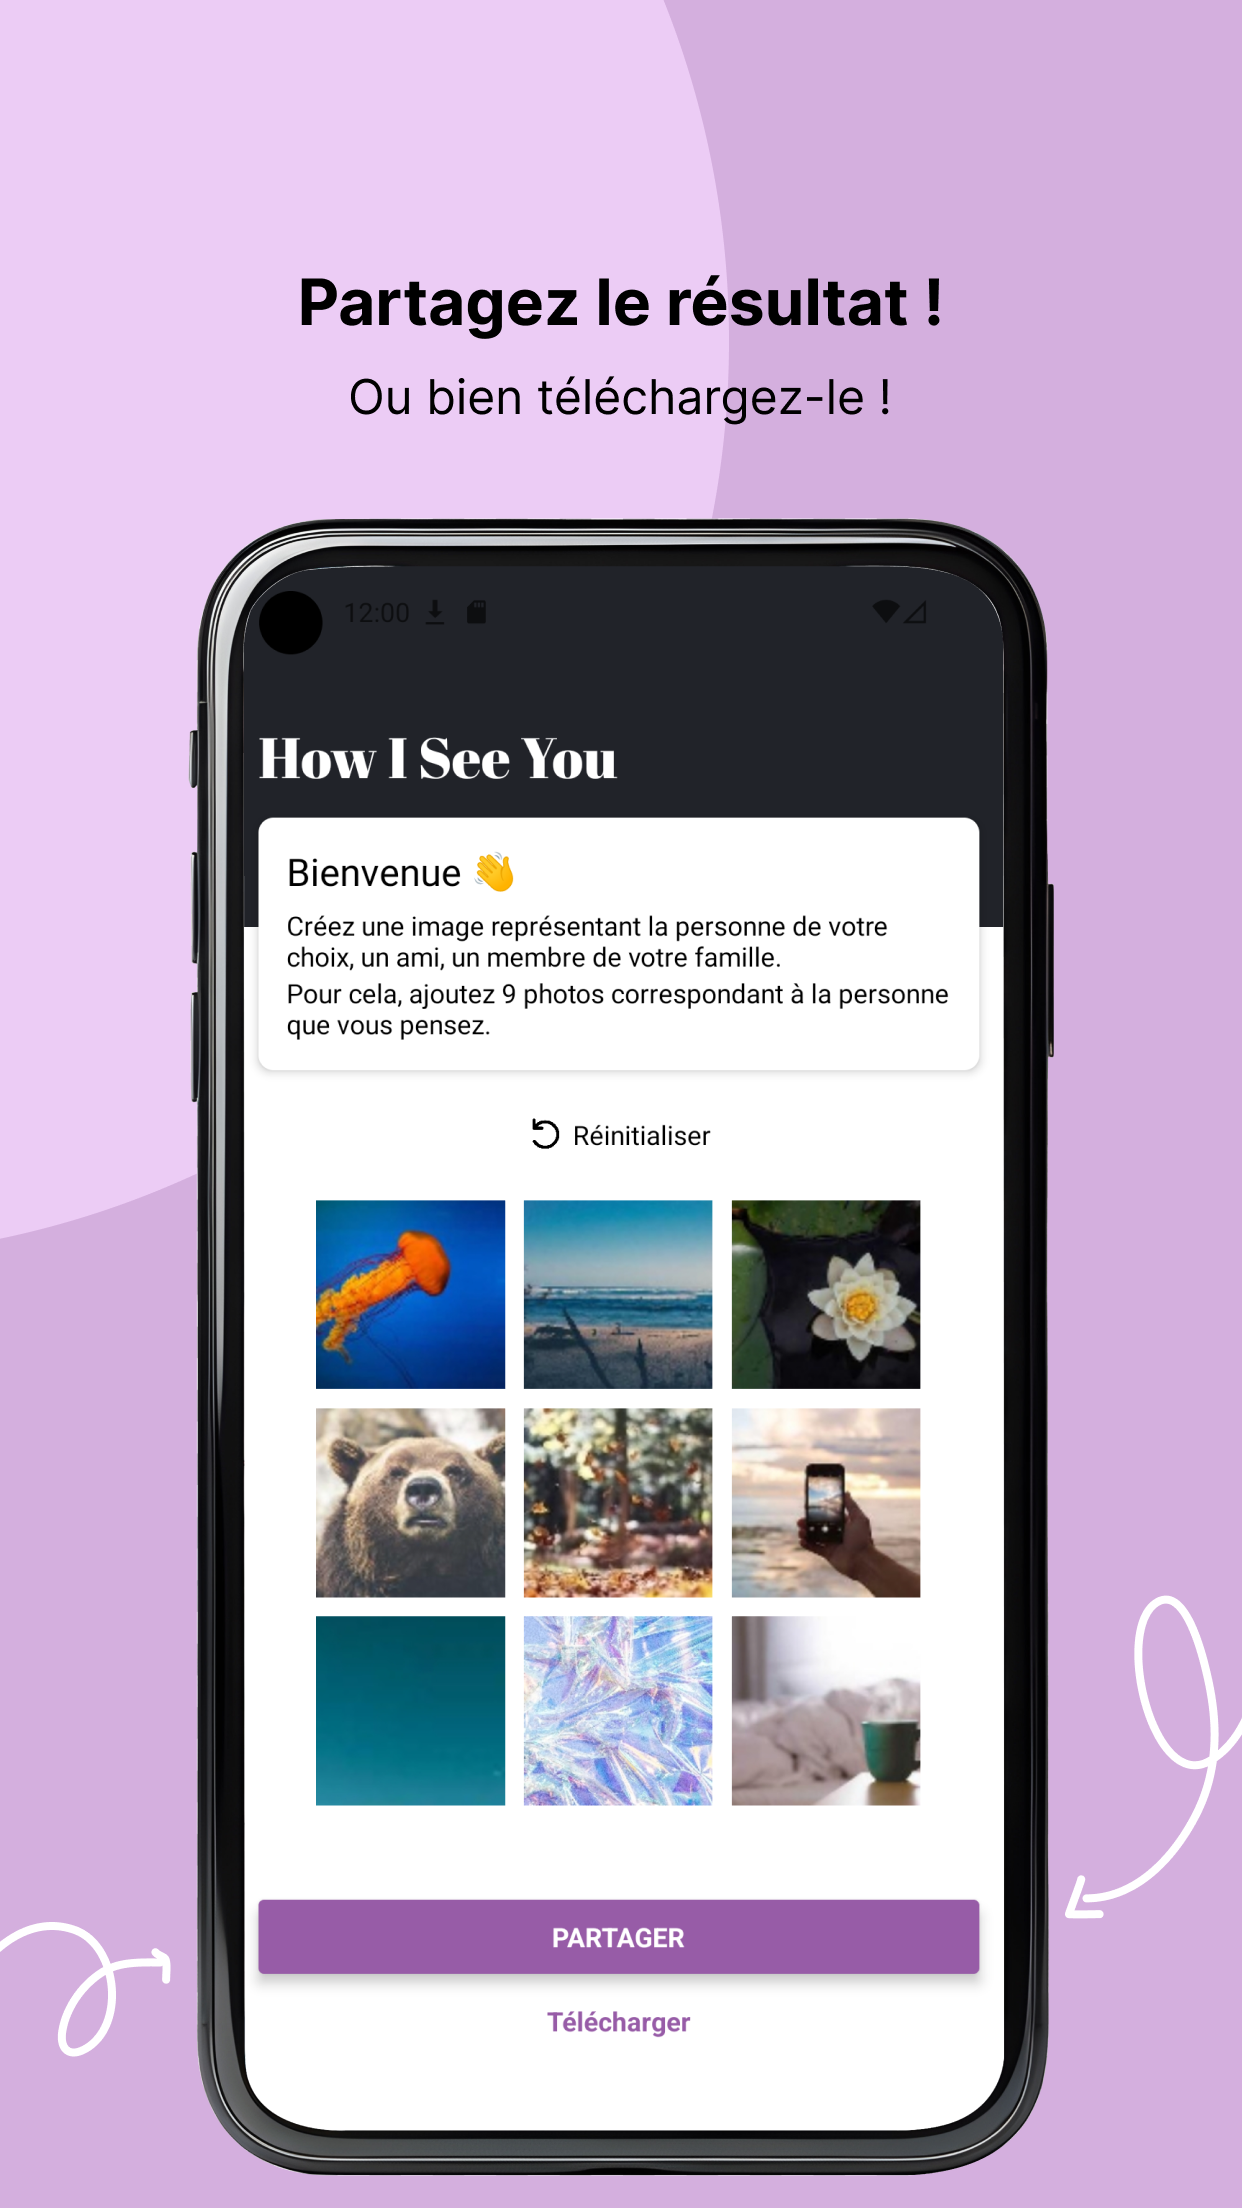 Partagez le résultat !
Ou bien téléchargez-le !
12:00
How I See You
Bienvenue 👋
Créez une image représentant la personne de votre
choix, un ami, un membre de votre famille.
Pour cela, ajoutez 9 photos correspondant à la personne
que vous pensez.
Réinitialiser
PARTAGER
Télécharger